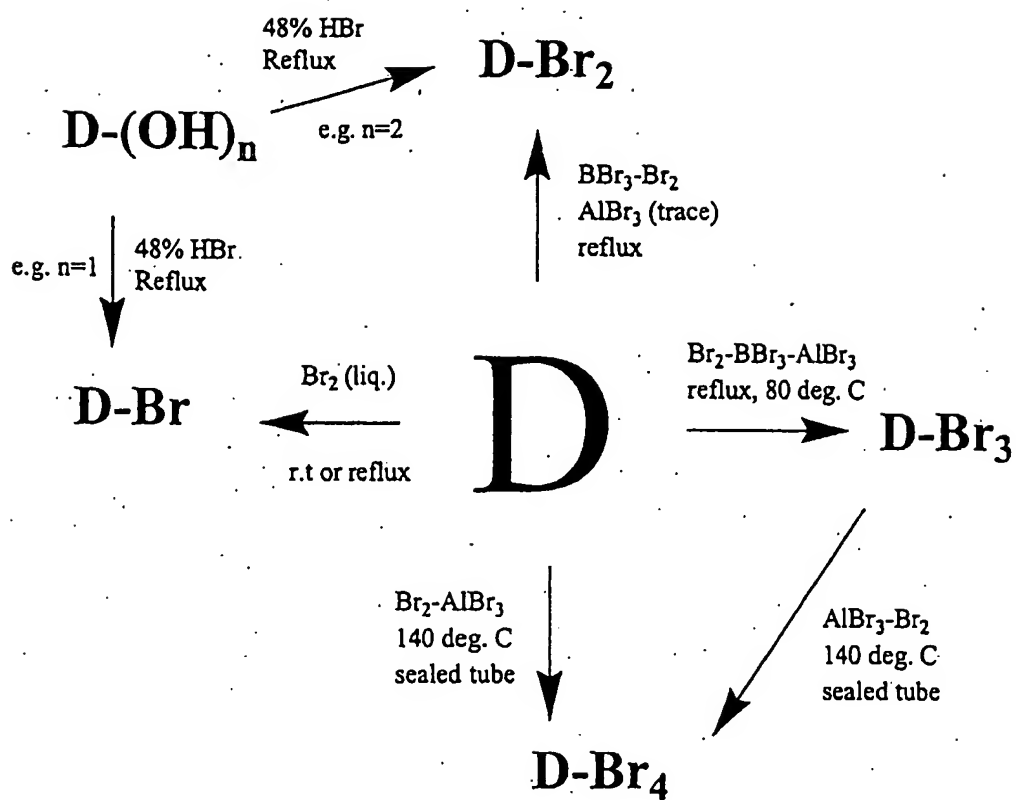 48% HBr
Reflux
D-Br₂
D-(OH)ₙ
e.g. n=2
BBr₃-Br₂
AlBr₃ (trace)
reflux
e.g. n=1
48% HBr.
Reflux
Br₂ (liq.)
D-Br
r.t or reflux
D
Br₂-BBr₃-AlBr₃
reflux, 80 deg. C
D-Br₃
Br₂-AlBr₃
140 deg. C
sealed tube
AlBr₃-Br₂
140 deg. C
sealed tube
D-Br₄